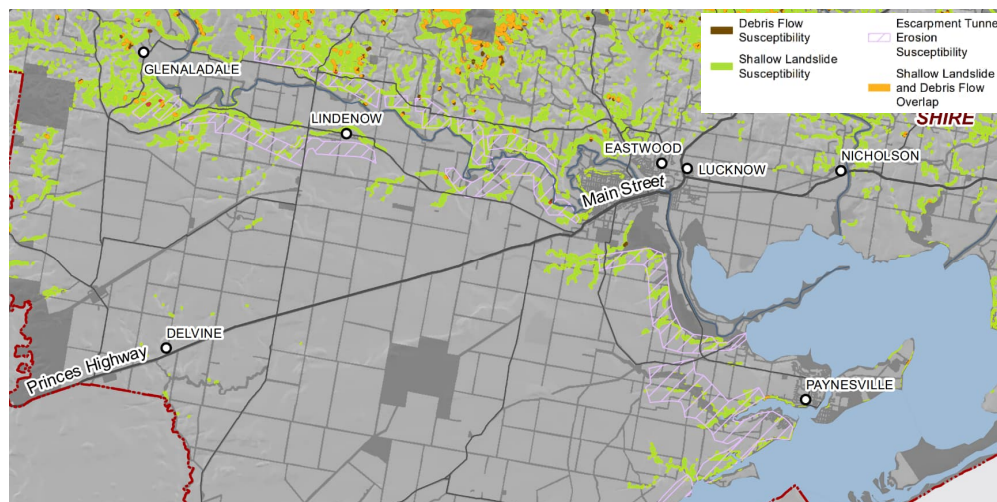 Debris Flow
Susceptibility
Shallow Landslide
Susceptibility
Escarpment Tunne
Erosion
Susceptibility
Shallow Landslide
and Debris Flow
Overlap
SHIRE
GLENALADALE
LINDENOW
EASTWOOD
LUCKNOW
NICHOLSON
Main Street
DELVINE
Princes Highway
PAYNESVILLE